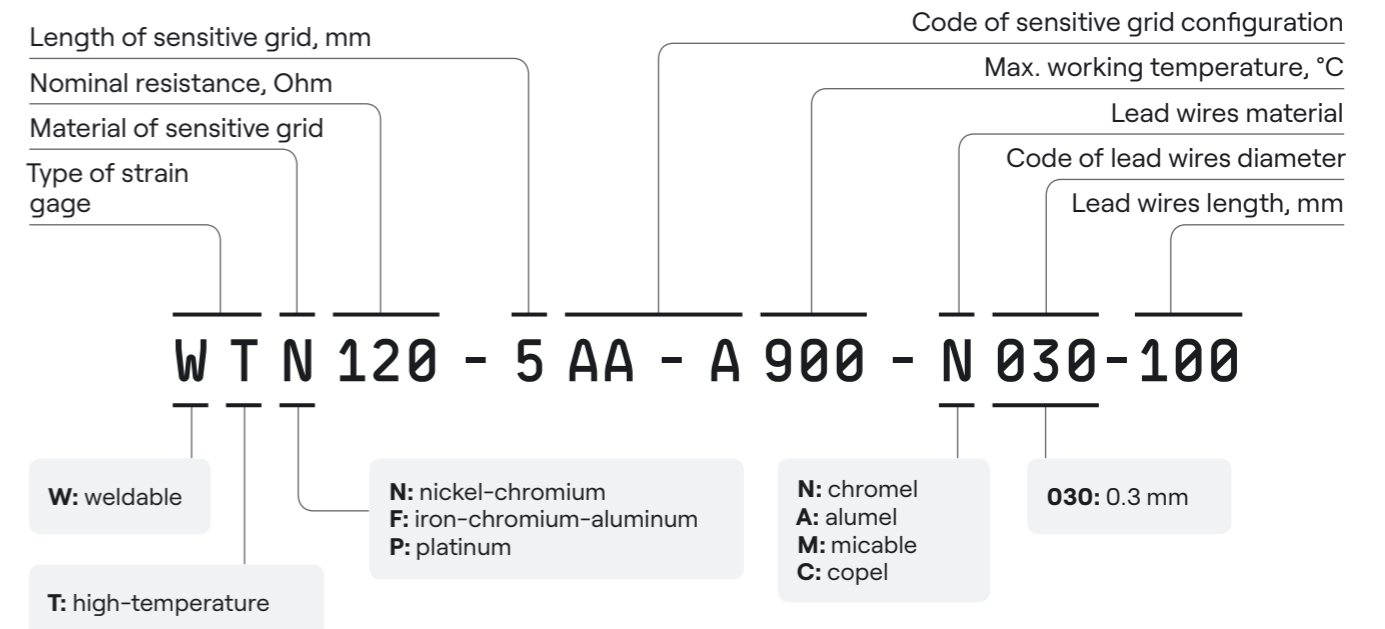 Length of sensitive grid, mm
Nominal resistance, Ohm
Material of sensitive grid
Type of strain
gage
Code of sensitive grid configuration
Max. working temperature, °C
Lead wires material
Code of lead wires diameter
Lead wires length, mm
W T N 120 - 5 AA - A 900 - N 030-100
W: weldable
T: high-temperature
N: nickel-chromium
F: iron-chromium-aluminum
P: platinum
N: chromel
A: alumel
M: micable
C: copel
030: 0.3 mm